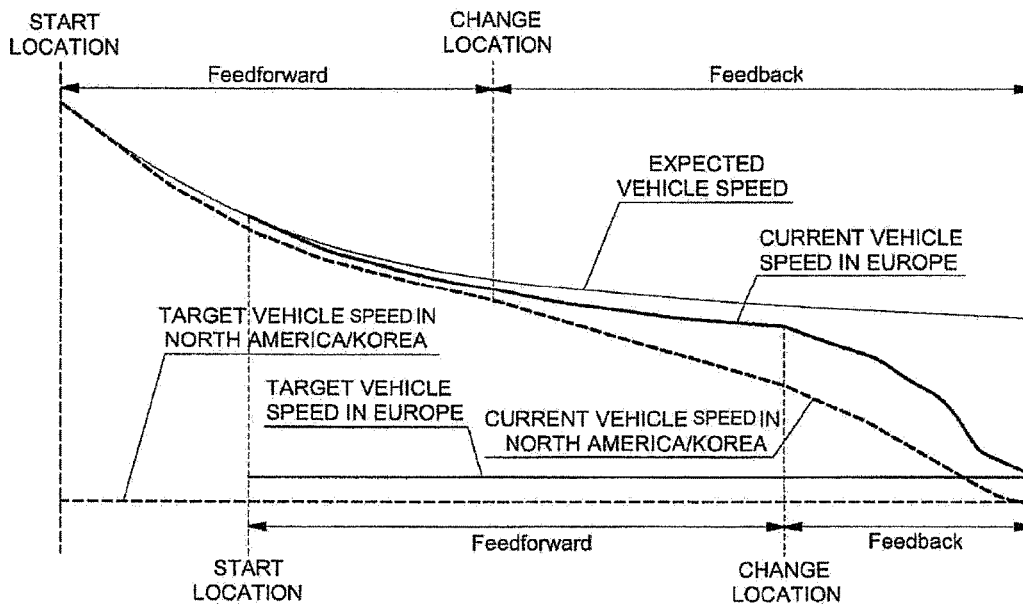 START
LOCATION
CHANGE
LOCATION
Feedforward
Feedback
EXPECTED
VEHICLE SPEED
CURRENT VEHICLE
SPEED IN EUROPE
TARGET VEHICLE SPEED IN
NORTH AMERICA/KOREA
TARGET VEHICLE
SPEED IN EUROPE
CURRENT VEHICLE SPEED IN
NORTH AMERICA/KOREA
Feedforward
Feedback
START
LOCATION
CHANGE
LOCATION